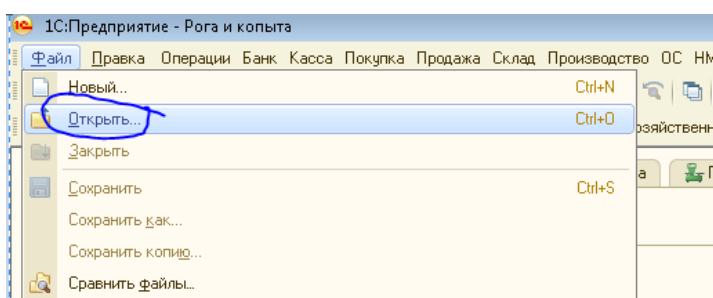 1С:Предприятие - Рога и копыта
Файл Правка Операции Банк Касса Покупка Продажа Склад Производство ОС НМ
Новый... Ctrl+N
Открыть... Ctrl+O
Закрыть
Сохранить Ctrl+S
Сохранить как...
Сохранить копию...
Сравнить файлы...